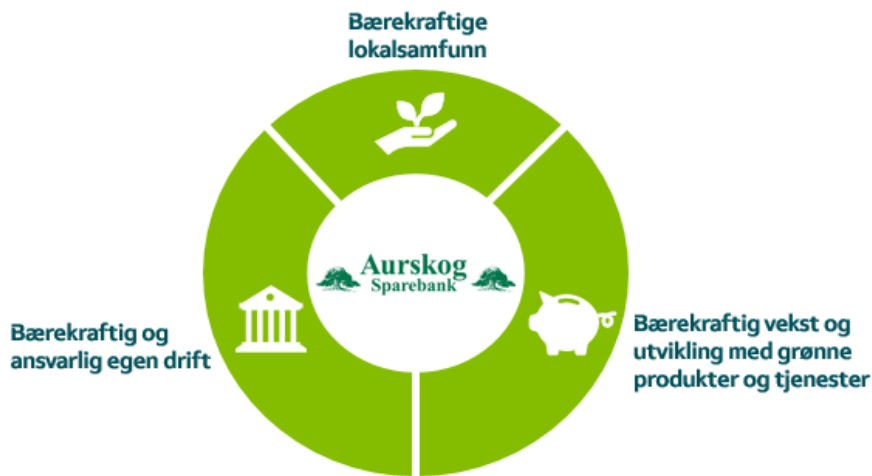 Bærekraftige
lokalsamfunn
Aurskog
Sparebank
Bærekraftig og
ansvarlig egen drift
Bærekraftig vekst og
utvikling med grønne
produkter og tjenester